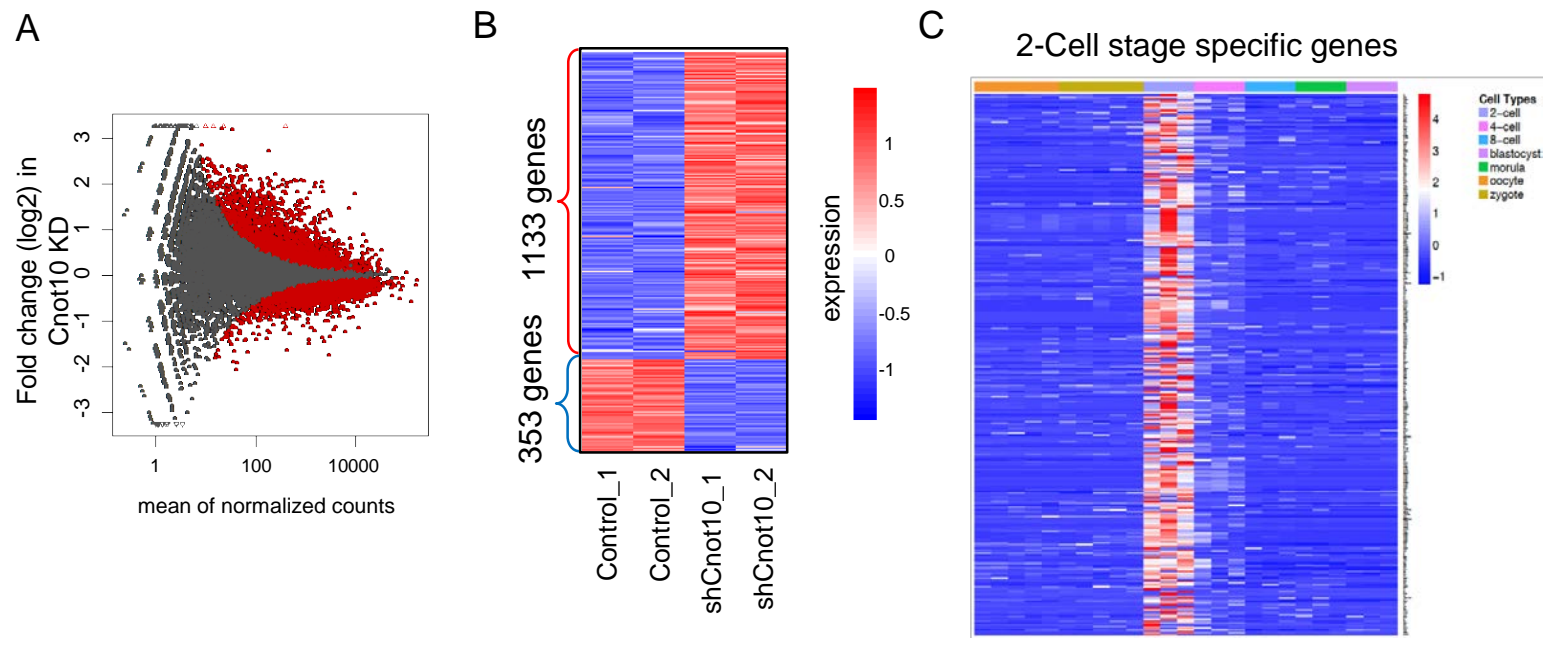 A
Fold change (log2) in
Cnot10 KD
3
2
1
0
-1
-2
-3
1
100
10000
mean of normalized counts
B
1133 genes
353 genes
Control_1
Control_2
shCnot10_1
shCnot10_2
expression
1
0.5
0
-0.5
-1
C
2-Cell stage specific genes
4
3
2
1
0
−1
Cell Types
2−cell
4−cell
8−cell
blastocyst
morula
oocyte
zygote